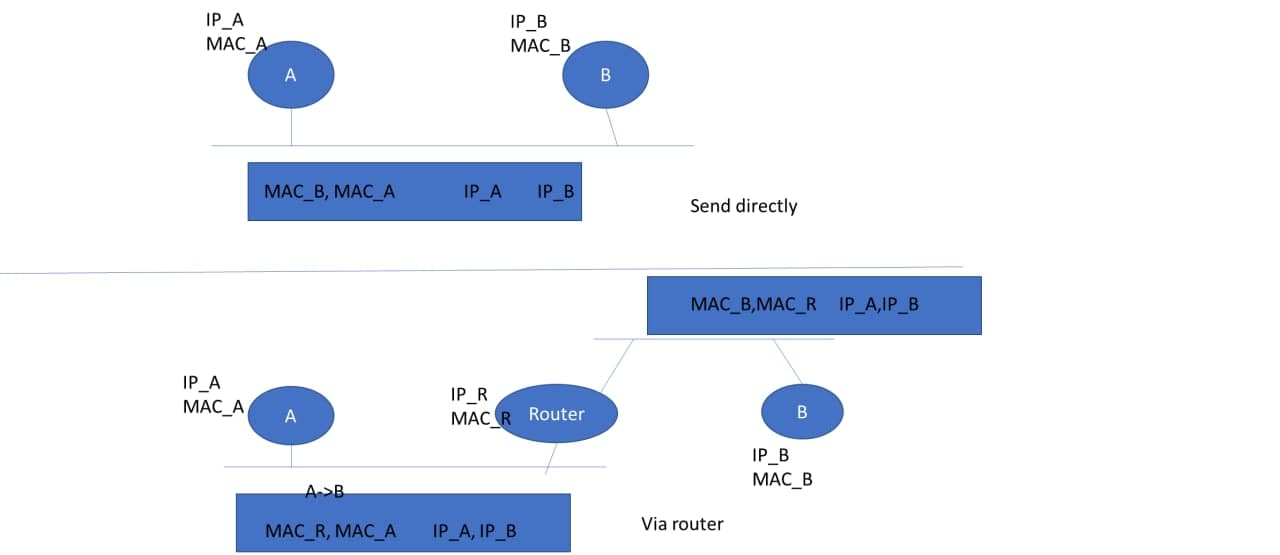 IP_A
MAC_A
A
IP_B
MAC_B
B
MAC_B, MAC_A IP_A IP_B
Send directly
MAC_B,MAC_R IP_A,IP_B
IP_A
MAC_A
A
IP_R
MAC_R
Router
B
IP_B
MAC_B
A->B
MAC_R, MAC_A IP_A, IP_B
Via router